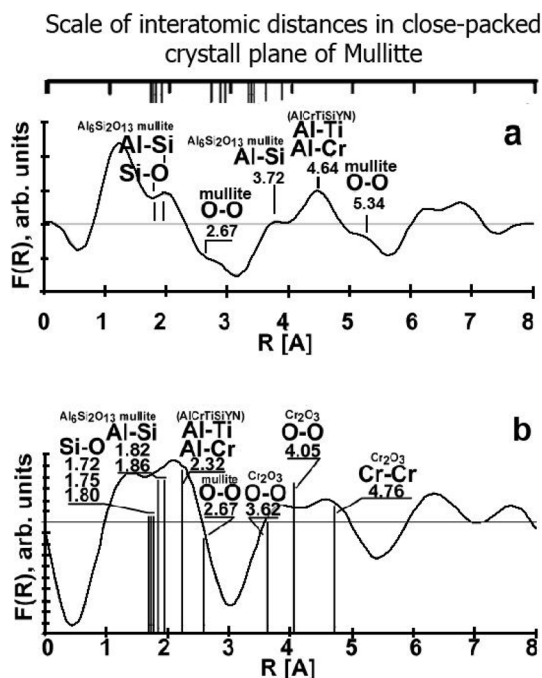 Scale of interatomic distances in close-packed
crystall plane of Mullitte
a
Al6Si2O13 mullite
Al-Si
Si-O
mullite
O-O
2.67
Al6Si2O13 mullite
Al-Si
3.72
(AlCrTiSiYN)
Al-Ti
Al-Cr
4.64
mullite
O-O
5.34
F(R), arb. units
0 1 2 3 4 5 6 7 8
R [A]
b
Al6Si2O13 mullite
Si-O
1.72
1.75
1.80
Al-Si
1.82
1.86
(AlCrTiSiYN)
Al-Ti
Al-Cr
2.32
mullite
O-O
2.67
Cr2O3
O-O
3.62
Cr2O3
O-O
4.05
Cr2O3
Cr-Cr
4.76
F(R), arb. units
0 1 2 3 4 5 6 7 8
R [A]